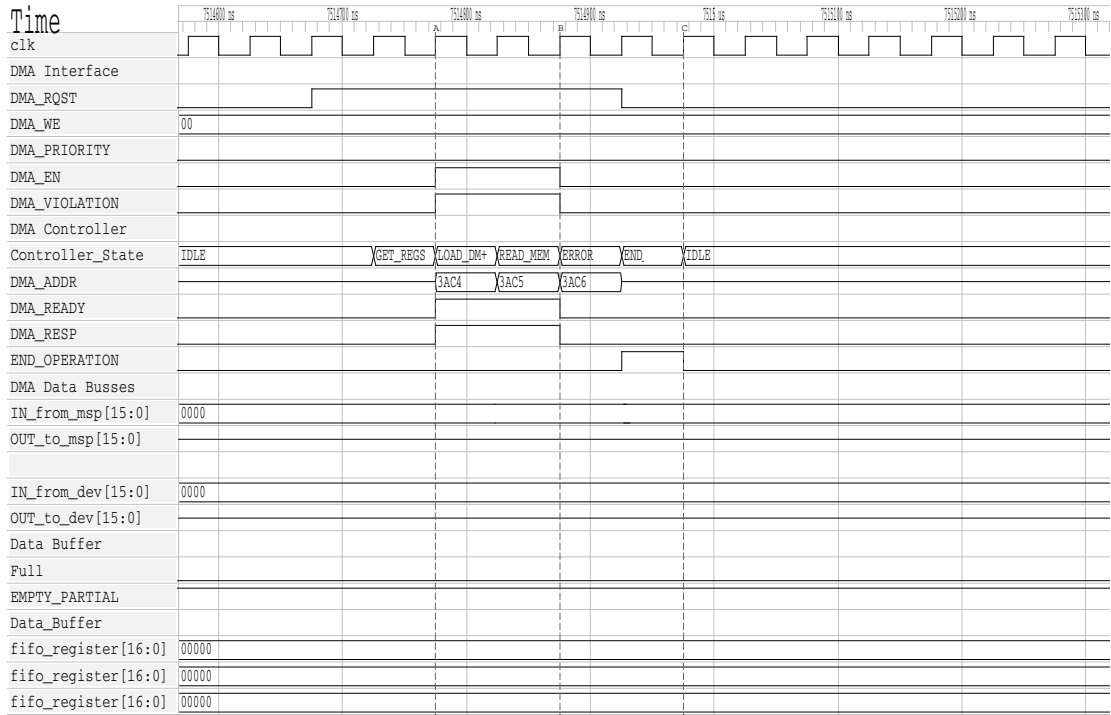 Time 7514600 ns 7514700 ns 7514800 ns 7514900 ns 7515 us 7515100 ns 7515200 ns 7515300 ns
A B C
clk
DMA Interface
DMA_RQST
DMA_WE 00
DMA_PRIORITY
DMA_EN
DMA_VIOLATION
DMA Controller
Controller_State IDLE GET_REGS LOAD_DM+ READ_MEM ERROR END IDLE
DMA_ADDR 3AC4 3AC5 3AC6
DMA_READY
DMA_RESP
END_OPERATION
DMA Data Busses
IN_from_msp[15:0] 0000
OUT_to_msp[15:0]
IN_from_dev[15:0] 0000
OUT_to_dev[15:0]
Data Buffer
Full
EMPTY_PARTIAL
Data_Buffer
fifo_register[16:0] 00000
fifo_register[16:0] 00000
fifo_register[16:0] 00000